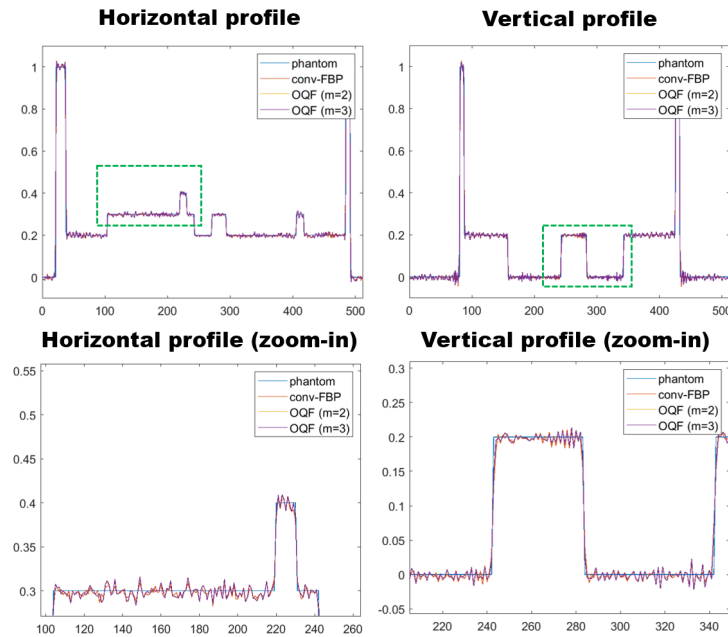 Horizontal profile
1
0.8
0.6
0.4
0.2
0
0 100 200 300 400 500
phantom
conv-FBP
OQF (m=2)
OQF (m=3)
Vertical profile
1
0.8
0.6
0.4
0.2
0
0 100 200 300 400 500
phantom
conv-FBP
OQF (m=2)
OQF (m=3)
Horizontal profile (zoom-in)
0.55
0.5
0.45
0.4
0.35
0.3
100 120 140 160 180 200 220 240 260
phantom
conv-FBP
OQF (m=2)
OQF (m=3)
Vertical profile (zoom-in)
0.3
0.25
0.2
0.15
0.1
0.05
0
-0.05
220 240 260 280 300 320 340
phantom
conv-FBP
OQF (m=2)
OQF (m=3)